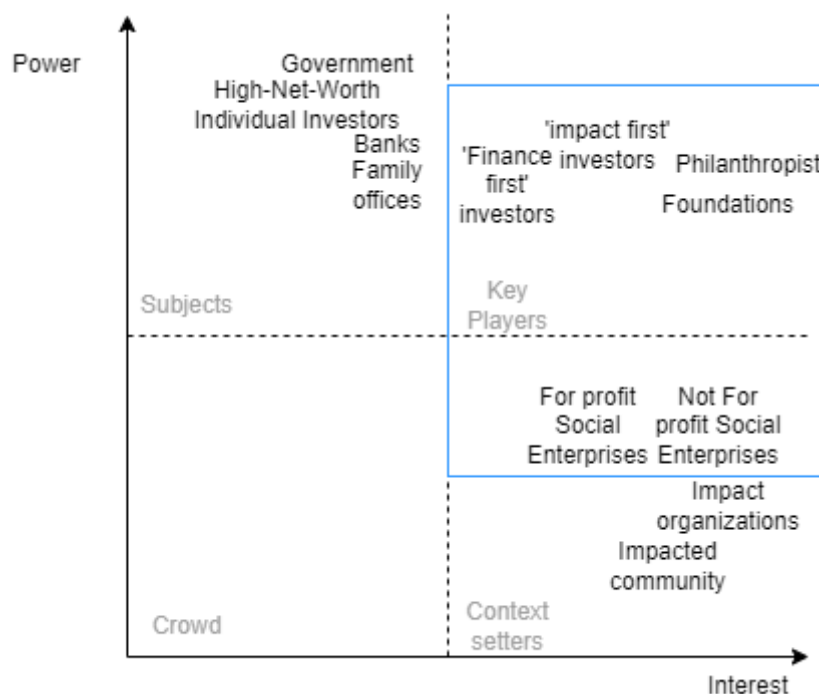 Power
Government
High-Net-Worth
Individual Investors
Banks
Family
offices
'impact first'
investors
'Finance
first'
investors
Philanthropist
Foundations
Subjects
Key
Players
For profit
Social
Enterprises
Not For
profit Social
Enterprises
Impact
organizations
Impacted
community
Crowd
Context
setters
Interest